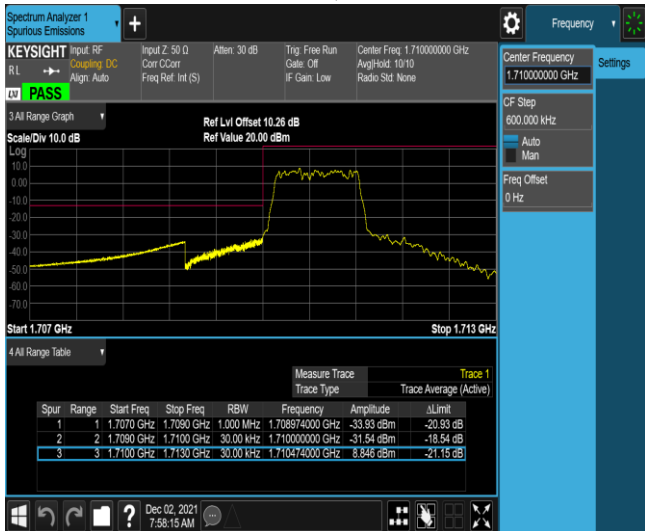 Spectrum Analyzer 1
Spurious Emissions
Frequency
KEYSIGHT
RL
Input: RF
Coupling: DC
Align: Auto
Input Z: 50 Ω
Corr CCorr
Freq Ref: Int (S)
Atten: 30 dB
Trig: Free Run
Gate: Off
IF Gain: Low
Center Freq: 1.710000000 GHz
Avg|Hold: 10/10
Radio Std: None
LXI PASS
3 All Range Graph
Ref Lvl Offset 10.26 dB
Scale/Div 10.0 dB
Ref Value 20.00 dBm
Log
10.0
0.00
-10.0
-20.0
-30.0
-40.0
-50.0
-60.0
-70.0
Start 1.707 GHz
Stop 1.713 GHz
4 All Range Table
Measure Trace Trace 1
Trace Type Trace Average (Active)
Spur Range Start Freq Stop Freq RBW Frequency Amplitude ΔLimit
1 1 1.7070 GHz 1.7090 GHz 1.000 MHz 1.708974000 GHz -33.93 dBm -20.93 dB
2 2 1.7090 GHz 1.7100 GHz 30.00 kHz 1.710000000 GHz -31.54 dBm -18.54 dB
3 3 1.7100 GHz 1.7130 GHz 30.00 kHz 1.710474000 GHz 8.846 dBm -21.15 dB
Center Frequency
1.710000000 GHz
Settings
CF Step
600.000 kHz
Auto
Man
Freq Offset
0 Hz
?
Dec 02, 2021
7:58:15 AM